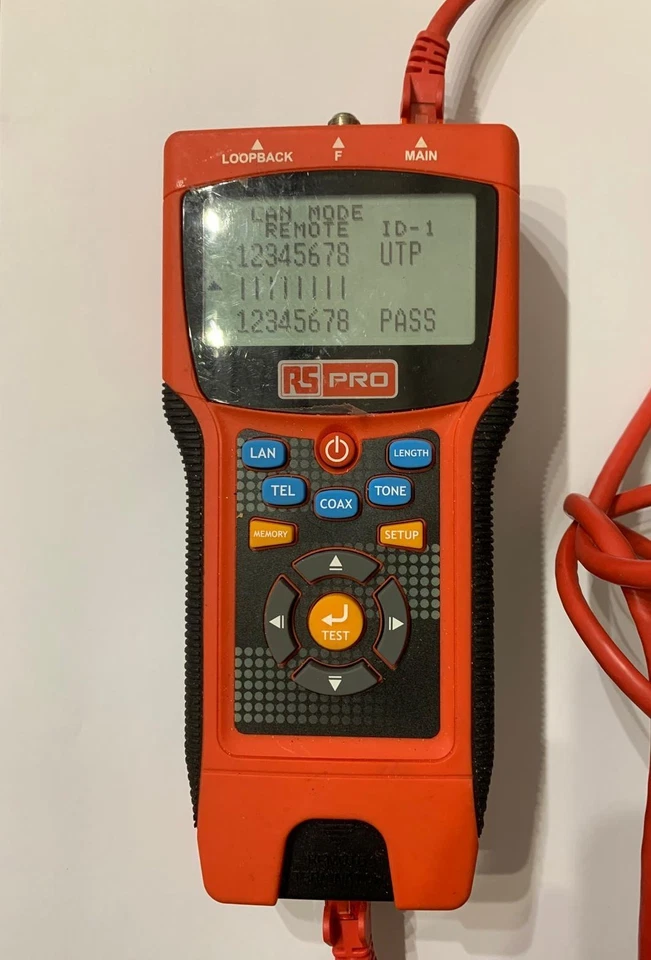 LOOPBACK F MAIN
LAN MODE
REMOTE ID-1
12345678 UTP
12345678 PASS
RS PRO
LAN LENGTH
TEL COAX TONE
MEMORY SETUP
TEST
REMOTE